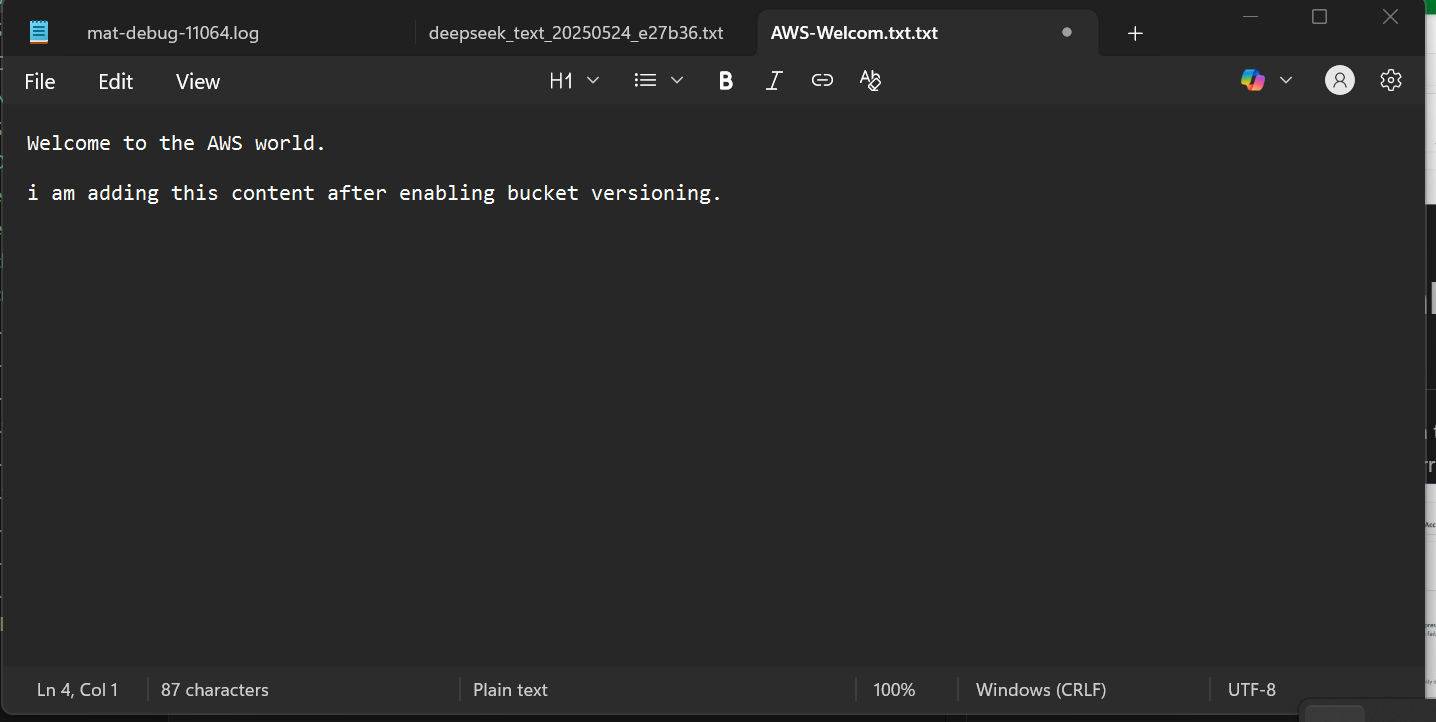 mat-debug-11064.log
deepseek_text_20250524_e27b36.txt
AWS-Welcom.txt.txt
File Edit View H1 B I
Welcome to the AWS world.
i am adding this content after enabling bucket versioning.
Ln 4, Col 1 87 characters Plain text 100% Windows (CRLF) UTF-8